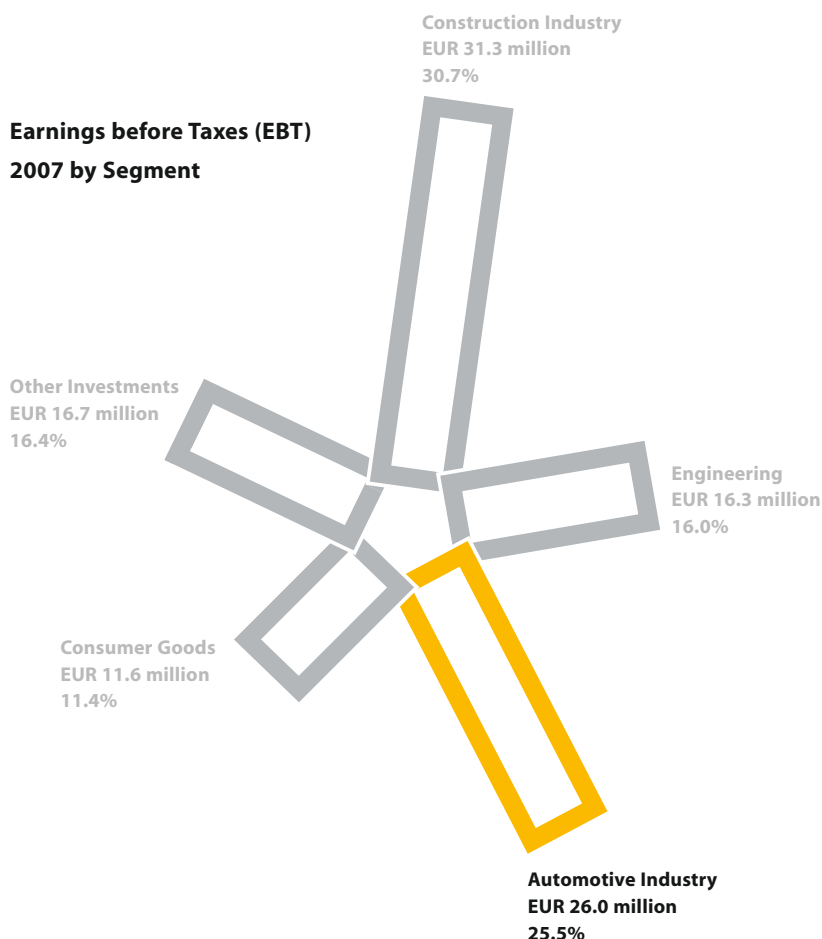 Construction Industry
EUR 31.3 million
30.7%
Earnings before Taxes (EBT)
2007 by Segment
Other Investments
EUR 16.7 million
16.4%
Engineering
EUR 16.3 million
16.0%
Consumer Goods
EUR 11.6 million
11.4%
Automotive Industry
EUR 26.0 million
25.5%